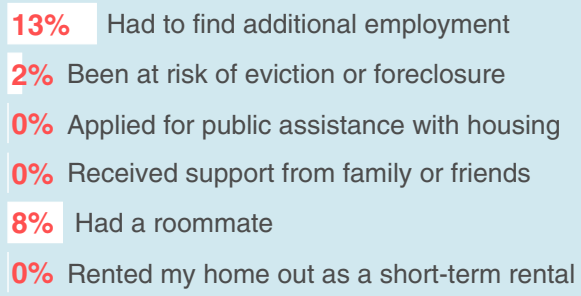 13% Had to find additional employment
2% Been at risk of eviction or foreclosure
0% Applied for public assistance with housing
0% Received support from family or friends
8% Had a roommate
0% Rented my home out as a short-term rental